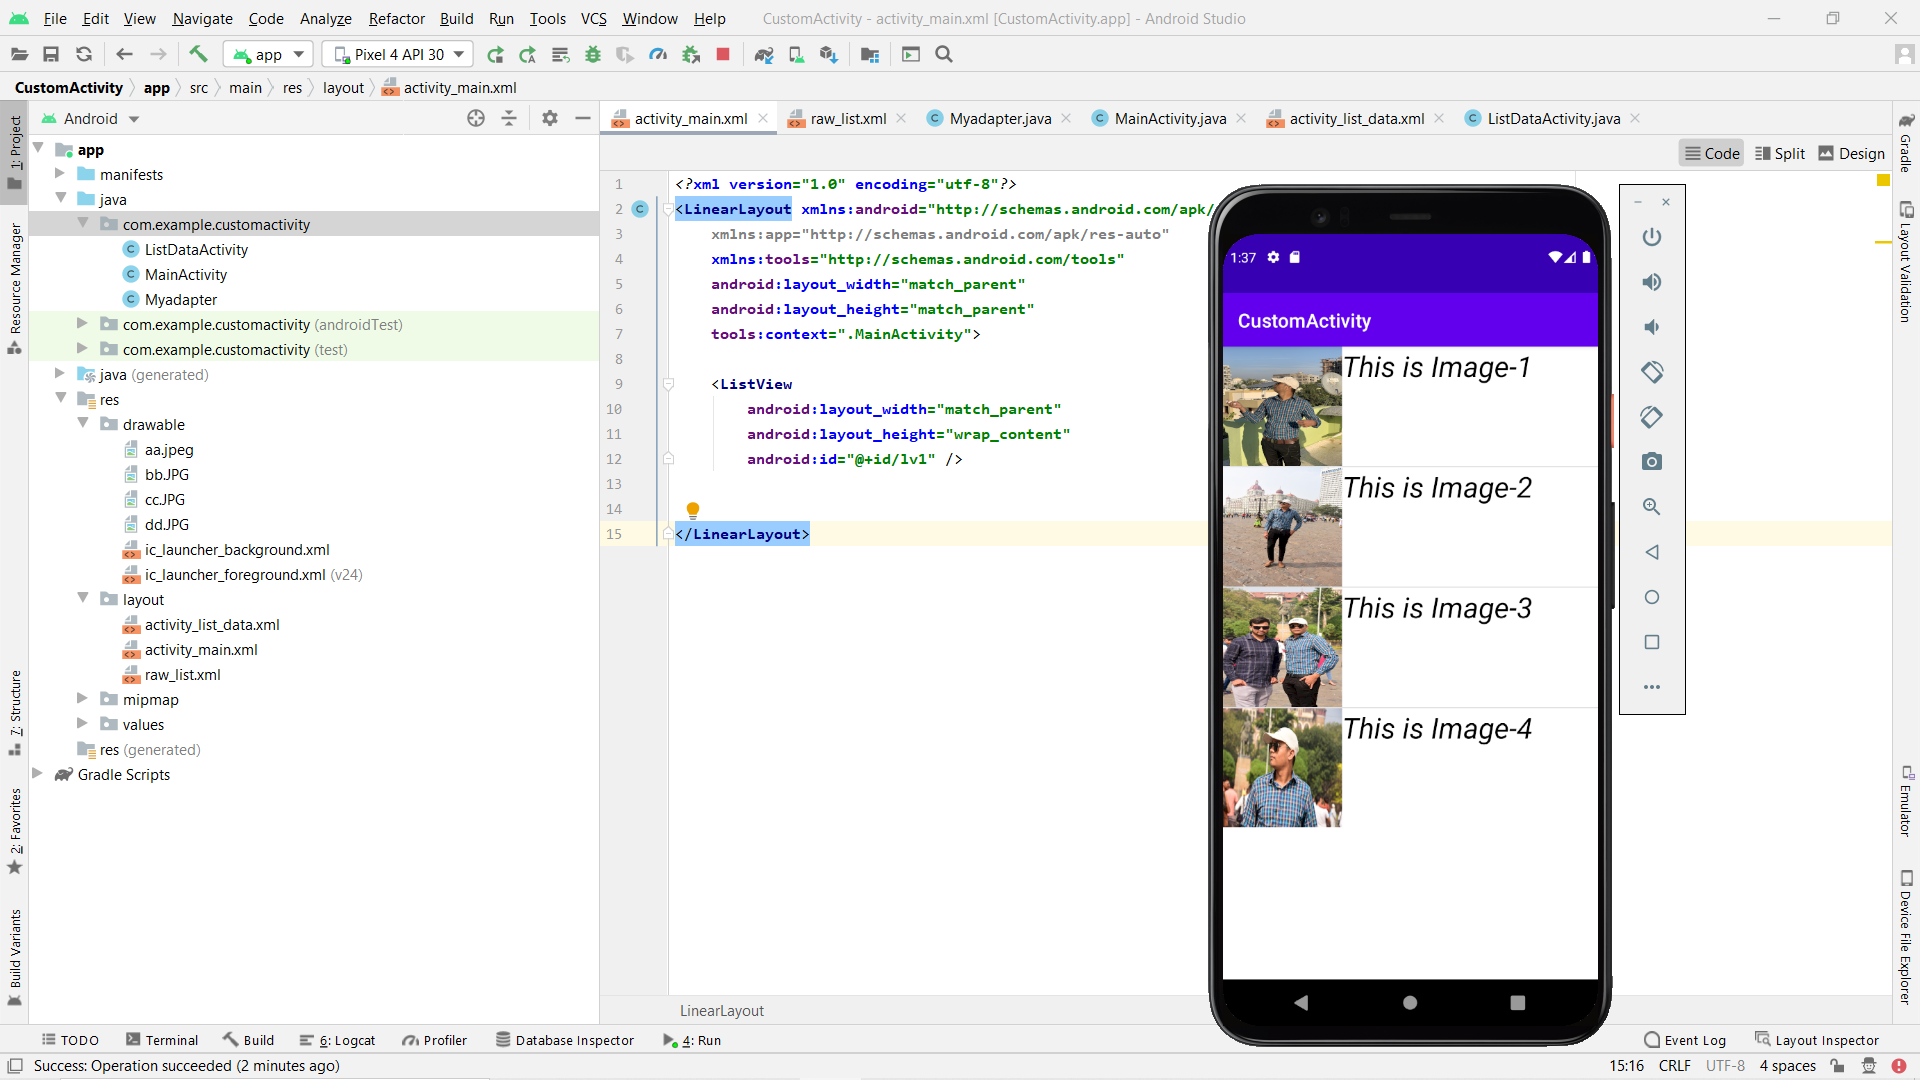 File Edit View Navigate Code Analyze Refactor Build Run Tools VCS Window Help CustomActivity - activity_main.xml [CustomActivity.app] - Android Studio
app Pixel 4 API 30
CustomActivity app src main res layout activity_main.xml
1: Project
Resource Manager
7: Structure
2: Favorites
Build Variants
Android
app
manifests
java
com.example.customactivity
ListDataActivity
MainActivity
Myadapter
com.example.customactivity (androidTest)
com.example.customactivity (test)
java (generated)
res
drawable
aa.jpeg
bb.JPG
cc.JPG
dd.JPG
ic_launcher_background.xml
ic_launcher_foreground.xml (v24)
layout
activity_list_data.xml
activity_main.xml
raw_list.xml
mipmap
values
res (generated)
Gradle Scripts
activity_main.xml raw_list.xml Myadapter.java MainActivity.java activity_list_data.xml ListDataActivity.java
Code Split Design
1 <?xml version="1.0" encoding="utf-8"?>
2 <LinearLayout xmlns:android="http://schemas.android.com/apk/
3 xmlns:app="http://schemas.android.com/apk/res-auto"
4 xmlns:tools="http://schemas.android.com/tools"
5 android:layout_width="match_parent"
6 android:layout_height="match_parent"
7 tools:context=".MainActivity">
8
9 <ListView
10 android:layout_width="match_parent"
11 android:layout_height="wrap_content"
12 android:id="@+id/lv1" />
13
14
15 </LinearLayout>
LinearLayout
1:37
CustomActivity
This is Image-1
This is Image-2
This is Image-3
This is Image-4
Gradle
Layout Validation
Emulator
Device File Explorer
TODO Terminal Build 6: Logcat Profiler Database Inspector 4: Run Event Log Layout Inspector
Success: Operation succeeded (2 minutes ago) 15:16 CRLF UTF-8 4 spaces